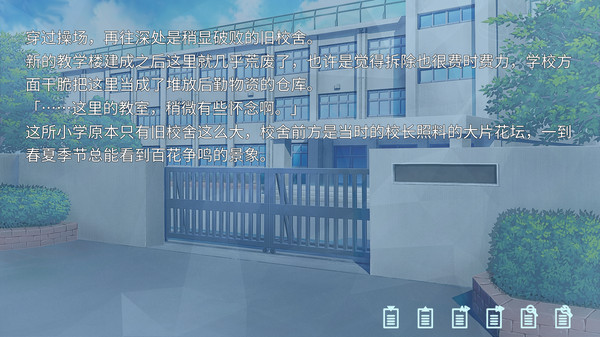 穿过操场，再往深处是稍显破败的旧校舍。
新的教学楼建成之后这里就几乎荒废了，也许是觉得拆除也很费时费力，学校方
面干脆把这里当成了堆放后勤物资的仓库。
「……这里的教室，稍微有些怀念啊。」
这所小学原本只有旧校舍这么大，校舍前方是当时的校长照料的大片花坛，一到
春夏季节总能看到百花争鸣的景象。